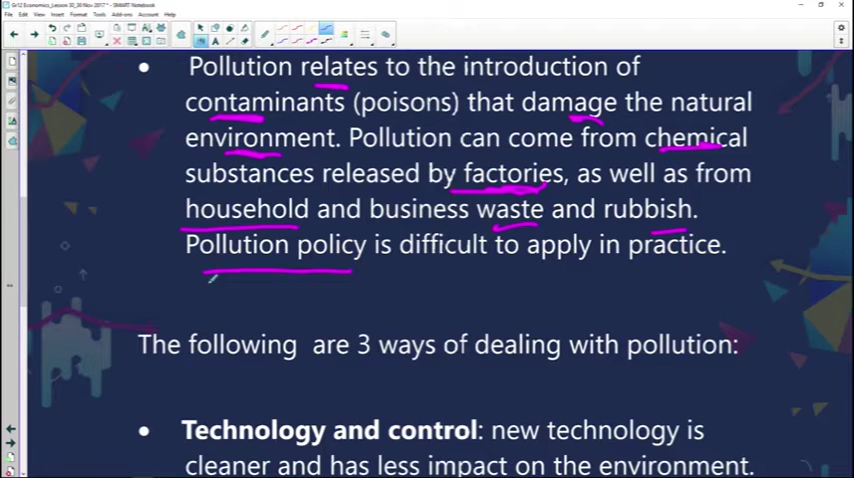 Gr12 Economics_Lesson 30_30 Nov 2017 * - SMART Notebook
File Edit View Insert Format Tools Add-ons Draw Account Help
• Pollution relates to the introduction of
contaminants (poisons) that damage the natural
environment. Pollution can come from chemical
substances released by factories, as well as from
household and business waste and rubbish.
Pollution policy is difficult to apply in practice.
The following are 3 ways of dealing with pollution:
• Technology and control: new technology is
cleaner and has less impact on the environment.